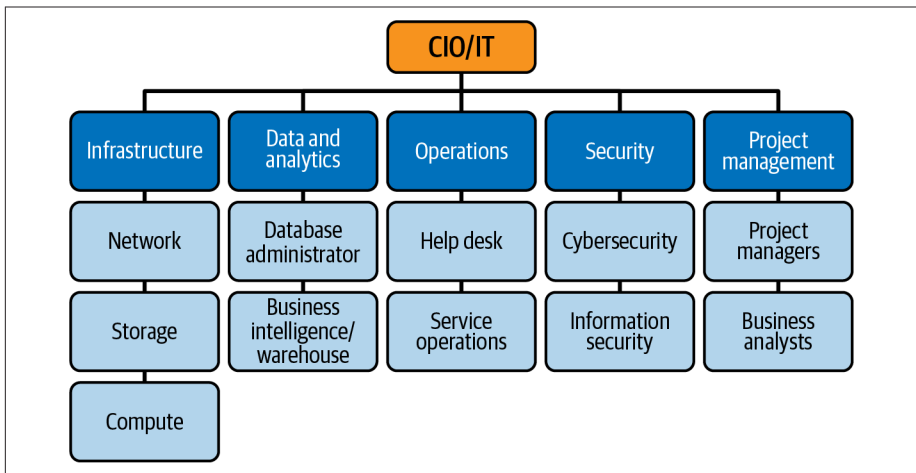 CIO/IT
Infrastructure
Data and
analytics
Operations
Security
Project
management
Network
Database
administrator
Help desk
Cybersecurity
Project
managers
Storage
Business
intelligence/
warehouse
Service
operations
Information
security
Business
analysts
Compute